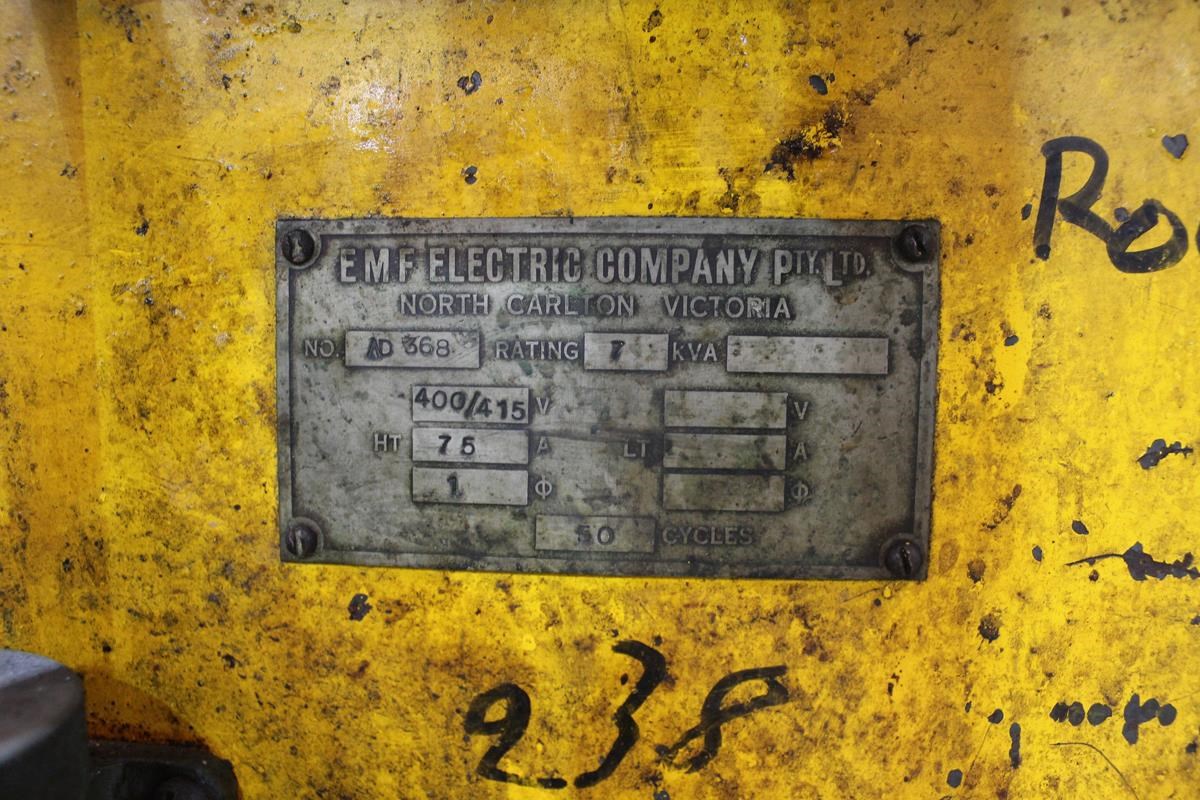 EMF ELECTRIC COMPANY PTY. LTD.
NORTH CARLTON VICTORIA
NO. AD 368 RATING 7 KVA
400/415 V V
HT 75 A LT A
1 Φ Φ
50 CYCLES
238